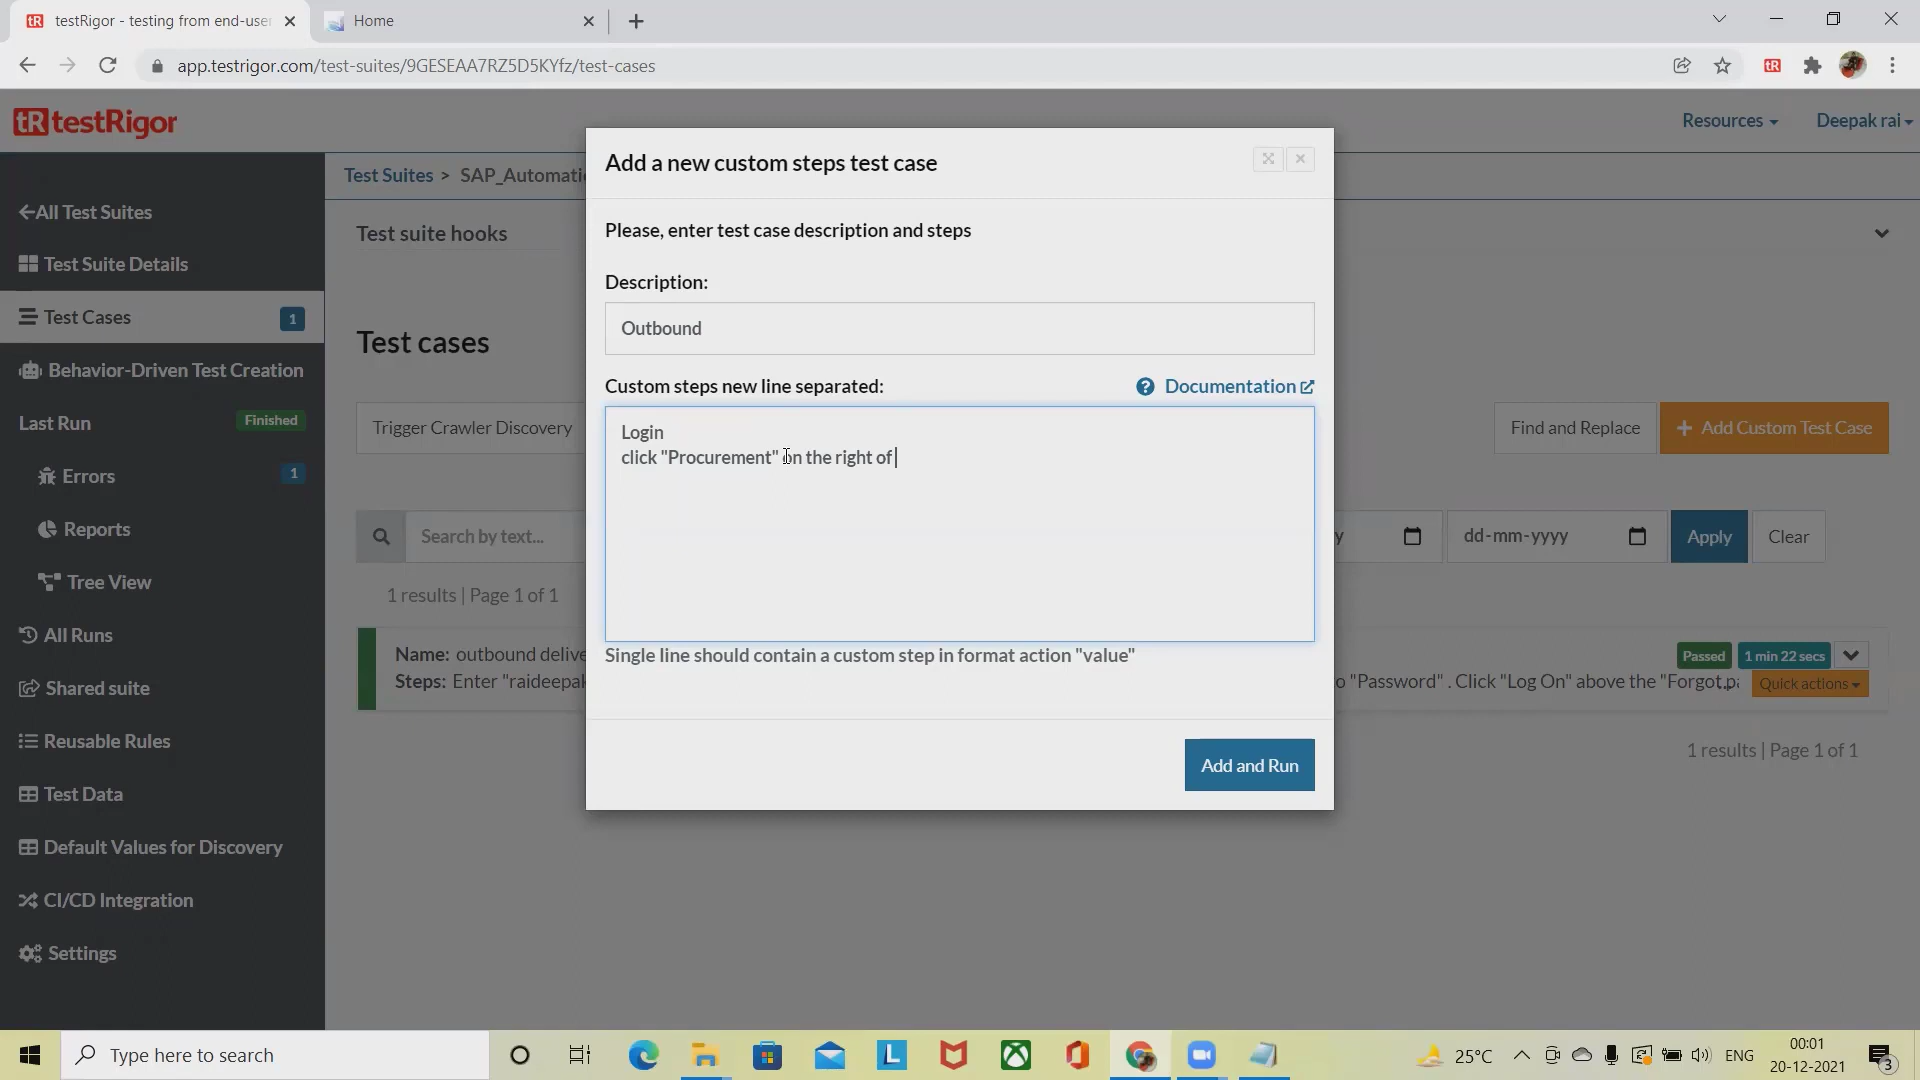 testRigor - testing from end-user
Home
app.testrigor.com/test-suites/9GESEAA7RZ5D5KYfz/test-cases
tR testRigor
Resources
Deepak rai
All Test Suites
Test Suite Details
Test Cases 1
Behavior-Driven Test Creation
Last Run Finished
Errors 1
Reports
Tree View
All Runs
Shared suite
Reusable Rules
Test Data
Default Values for Discovery
CI/CD Integration
Settings
Test Suites > SAP_Automati
Test suite hooks
Test cases
Trigger Crawler Discovery
Find and Replace
+ Add Custom Test Case
Search by text...
y
dd-mm-yyyy
Apply
Clear
1 results | Page 1 of 1
Name: outbound delive
Steps: Enter "raideepak
o "Password" . Click "Log On" above the "Forgot pa
...
Passed
1 min 22 secs
Quick actions
1 results | Page 1 of 1
Add a new custom steps test case
Please, enter test case description and steps
Description:
Outbound
Custom steps new line separated:
Documentation
Login
click "Procurement" on the right of
Single line should contain a custom step in format action "value"
Add and Run
Type here to search
25°C
ENG
00:01
20-12-2021
3